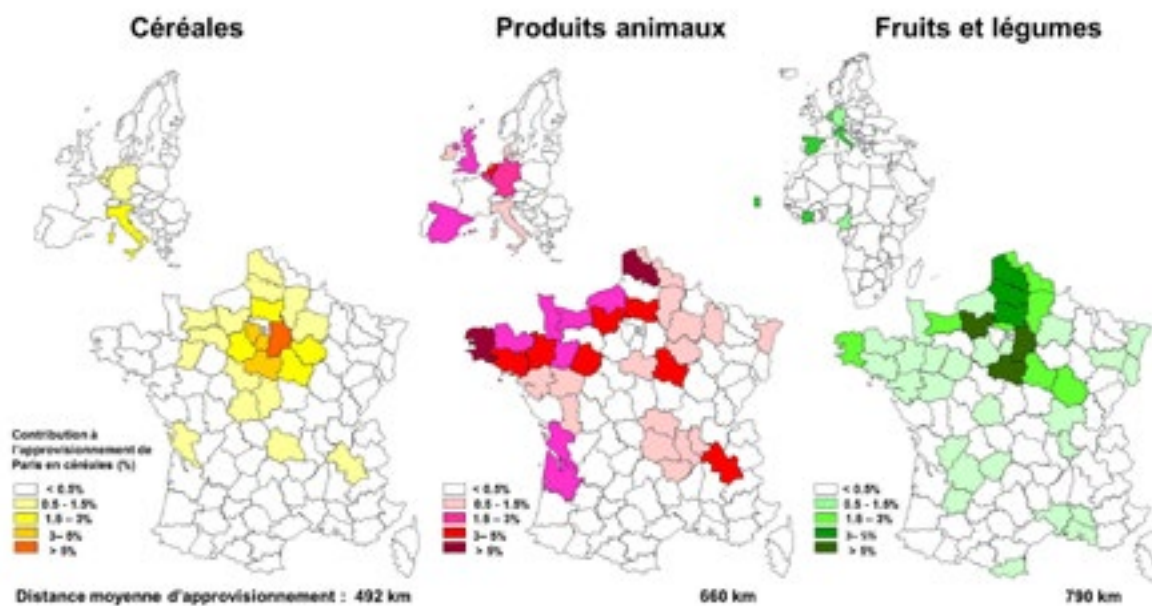 Céréales
Produits animaux
Fruits et légumes
Contribution à
l'approvisionnement de
Paris en céréales (%)
< 0.5%
0.5 - 1.5%
1.5 – 3%
3– 5%
> 5%
< 0.5%
0.5 - 1.5%
1.5 – 3%
3– 5%
> 5%
< 0.5%
0.5 - 1.5%
1.5 – 3%
3– 5%
> 5%
Distance moyenne d'approvisionnement : 492 km
660 km
790 km